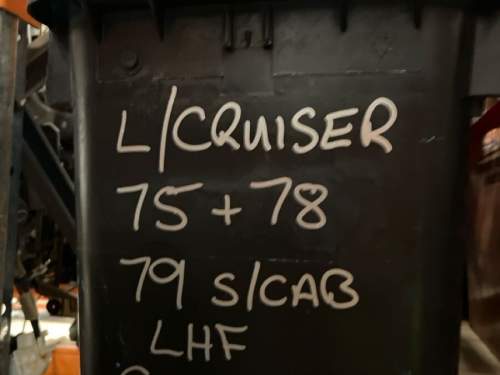 L/CRUISER
75 + 78
79 S/CAB
LHF